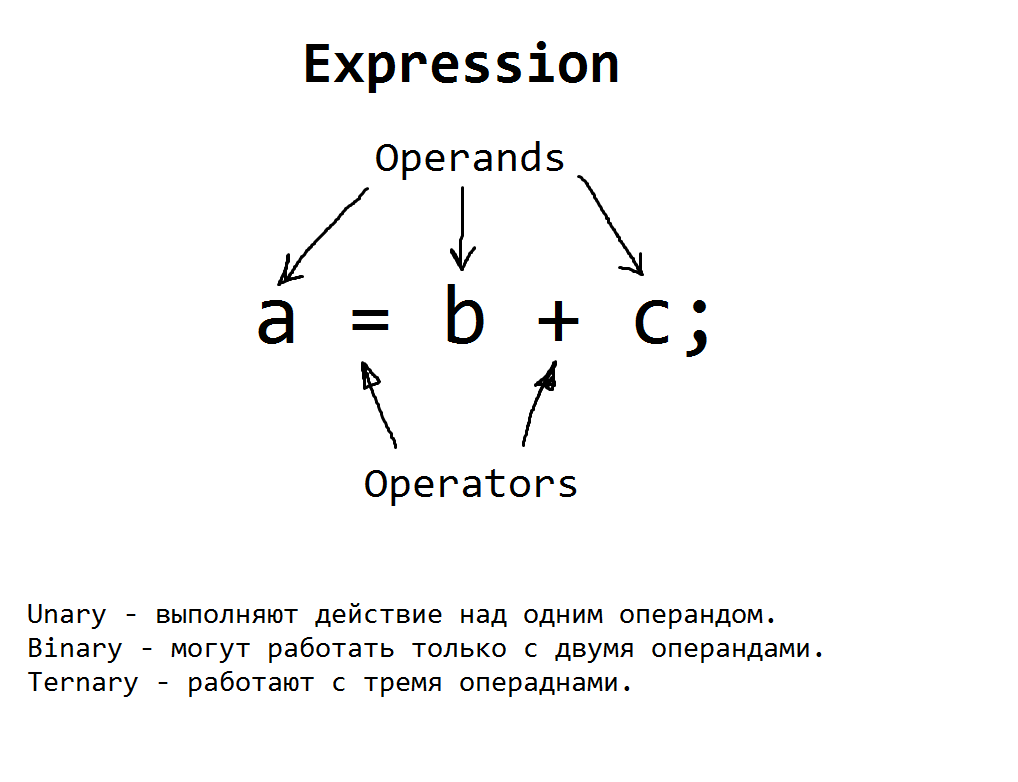 Expression
Operands
a = b + c;
Operators
Unary - выполняют действие над одним операндом.
Binary - могут работать только с двумя операндами.
Ternary - работают с тремя операднами.